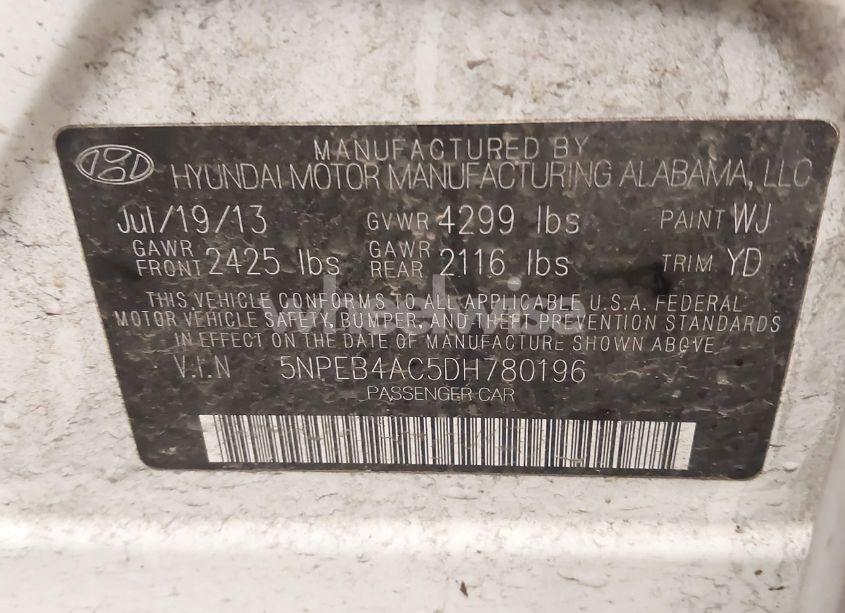 MANUFACTURED BY
HYUNDAI MOTOR MANUFACTURING ALABAMA, LLC
Jul/19/13 GVWR 4299 lbs PAINT WJ
GAWR FRONT 2425 lbs GAWR REAR 2116 lbs TRIM YD
THIS VEHICLE CONFORMS TO ALL APPLICABLE U.S.A. FEDERAL
MOTOR VEHICLE SAFETY, BUMPER, AND THEFT PREVENTION STANDARDS
IN EFFECT ON THE DATE OF MANUFACTURE SHOWN ABOVE.
V.I.N 5NPEB4AC5DH780196
PASSENGER CAR
wheelwise